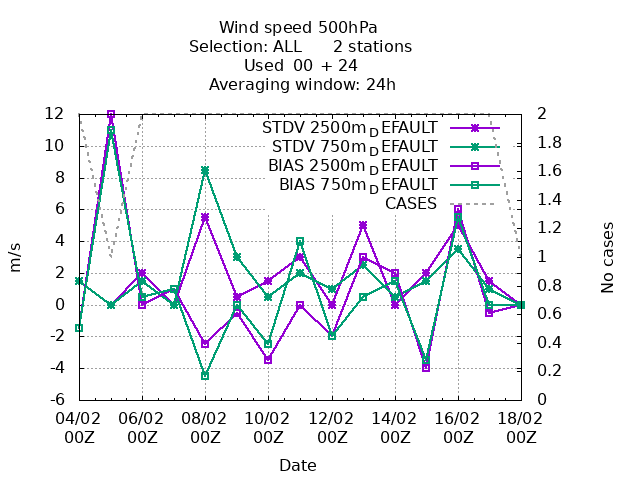 Wind speed 500hPa
Selection: ALL 2 stations
Used 00 + 24
Averaging window: 24h
STDV 2500m_DEFAULT
STDV 750m_DEFAULT
BIAS 2500m_DEFAULT
BIAS 750m_DEFAULT
CASES
12
10
8
6
4
2
0
-2
-4
-6
m/s
2
1.8
1.6
1.4
1.2
1
0.8
0.6
0.4
0.2
0
No cases
04/02 06/02 08/02 10/02 12/02 14/02 16/02 18/02
00Z 00Z 00Z 00Z 00Z 00Z 00Z 00Z
Date